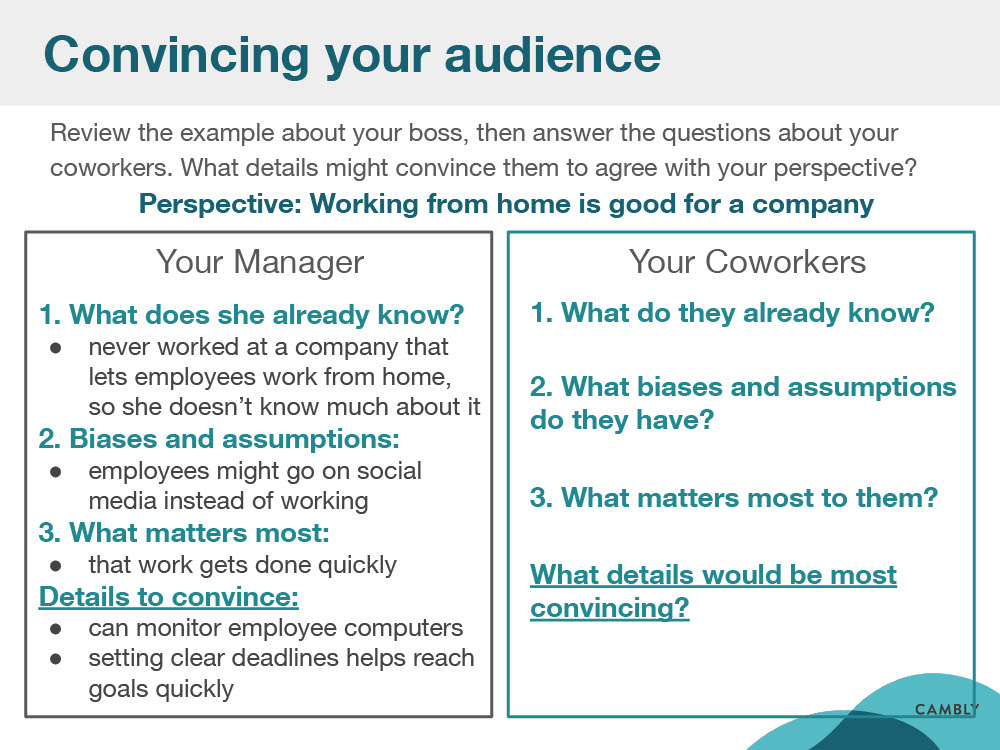 Convincing your audience
Review the example about your boss, then answer the questions about your
coworkers. What details might convince them to agree with your perspective?
Perspective: Working from home is good for a company
Your Manager
1. What does she already know?
● never worked at a company that
lets employees work from home,
so she doesn’t know much about it
2. Biases and assumptions:
● employees might go on social
media instead of working
3. What matters most:
● that work gets done quickly
Details to convince:
● can monitor employee computers
● setting clear deadlines helps reach
goals quickly
Your Coworkers
1. What do they already know?
2. What biases and assumptions
do they have?
3. What matters most to them?
What details would be most
convincing?
CAMBLY